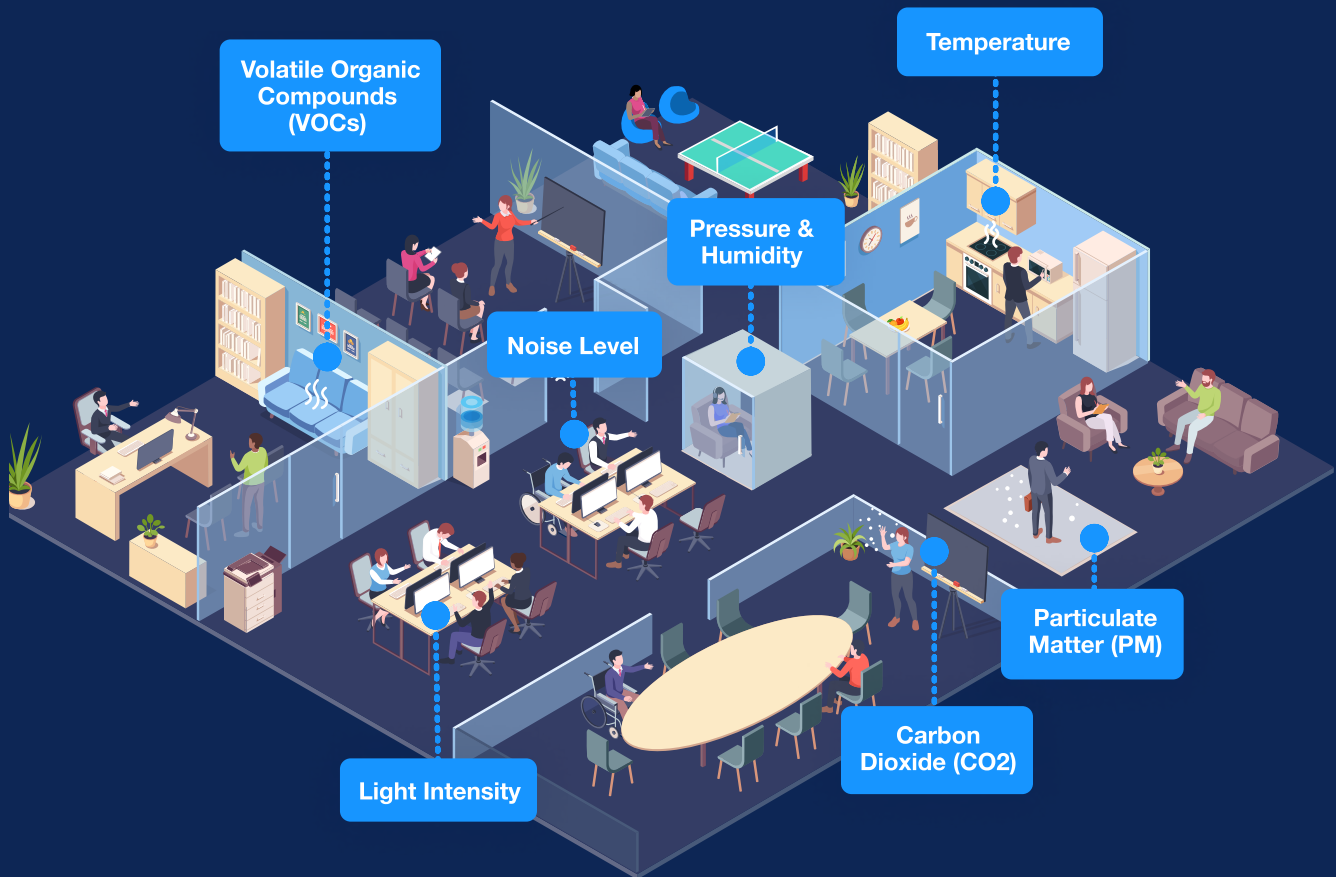 Temperature
Volatile Organic
Compounds
(VOCs)
Pressure &
Humidity
Noise Level
Particulate
Matter (PM)
Carbon
Dioxide (CO2)
Light Intensity